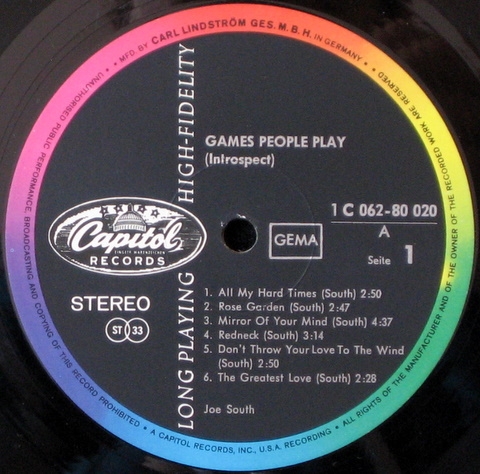 MFD. BY CARL LINDSTRÖM GES. M. B. H. IN GERMANY
UNAUTHORISED PUBLIC PERFORMANCE BROADCASTING AND COPYING OF THIS RECORD PROHIBITED
ALL RIGHTS OF THE MANUFACTURER AND OF THE OWNER OF THE RECORDED WORK ARE RESERVED
A CAPITOL RECORDS, INC., U.S.A. RECORDING
LONG PLAYING HIGH-FIDELITY
GAMES PEOPLE PLAY
(Introspect)
Capitol
RECORDS
STEREO
ST 33
GEMA
1 C 062-80 020
A
Seite 1
1. All My Hard Times (South) 2:50
2. Rose Garden (South) 2:47
3. Mirror Of Your Mind (South) 4:37
4. Redneck (South) 3:14
5. Don't Throw Your Love To The Wind
(South) 2:50
6. The Greatest Love (South) 2:28
Joe South